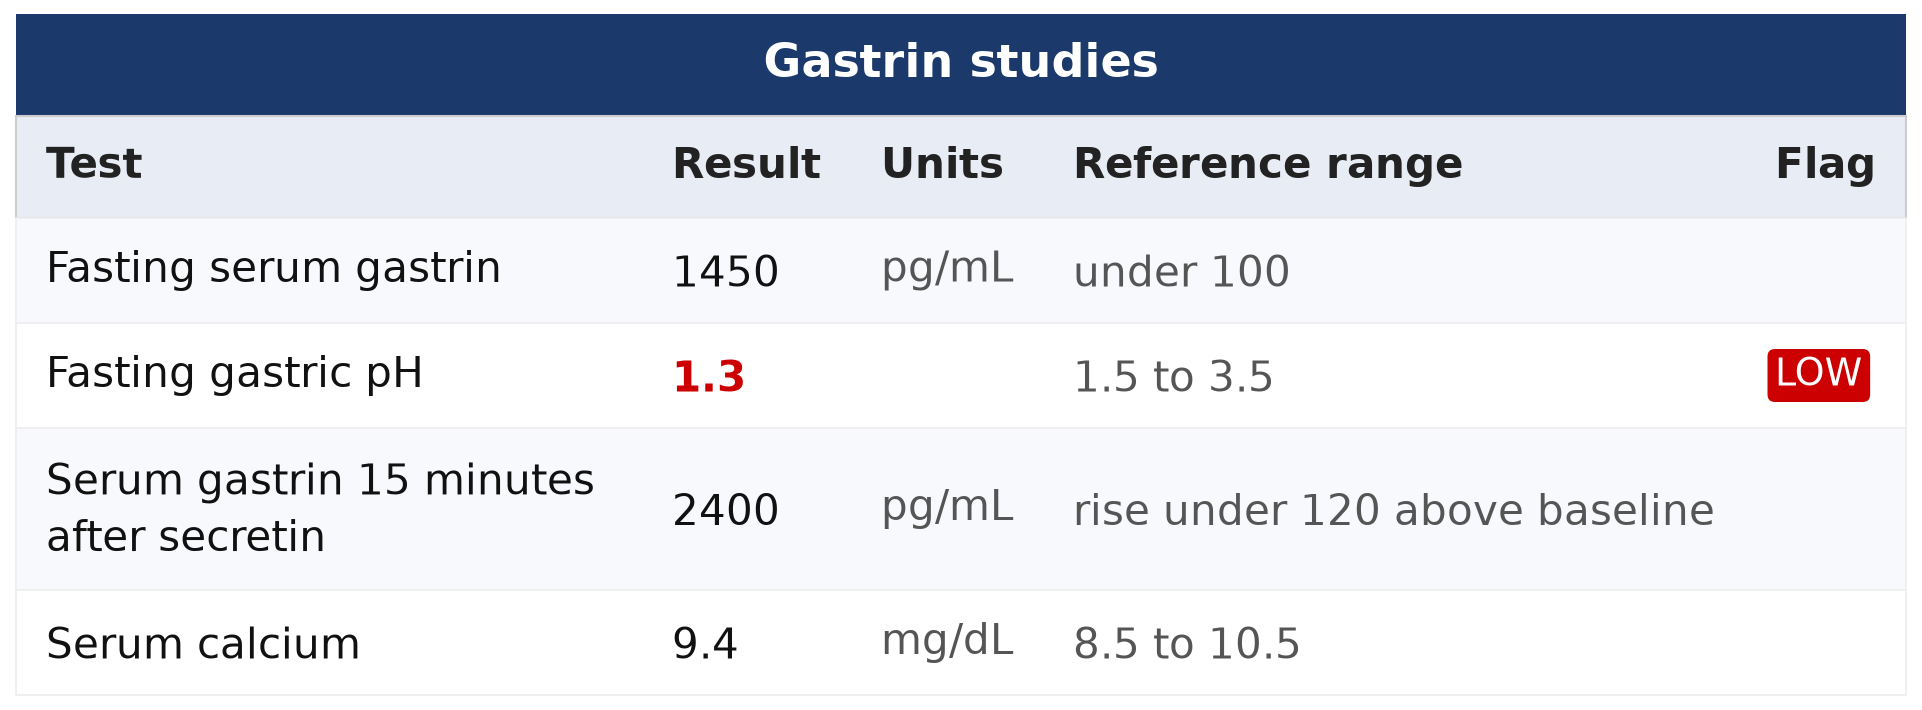 Gastrin studies
Test Result Units Reference range Flag
Fasting serum gastrin 1450 pg/mL under 100
Fasting gastric pH 1.3 1.5 to 3.5 LOW
Serum gastrin 15 minutes
after secretin 2400 pg/mL rise under 120 above baseline
Serum calcium 9.4 mg/dL 8.5 to 10.5